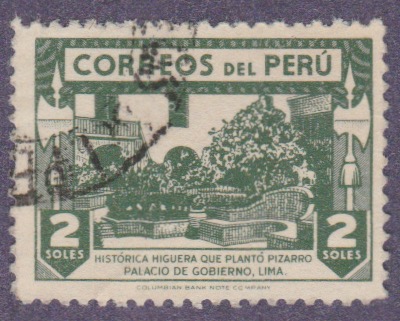 CORREOS DEL PERÚ
2
SOLES
2
SOLES
HISTÓRICA HIGUERA QUE PLANTÓ PIZARRO
PALACIO DE GOBIERNO, LIMA.
COLUMBIAN BANK NOTE COMPANY